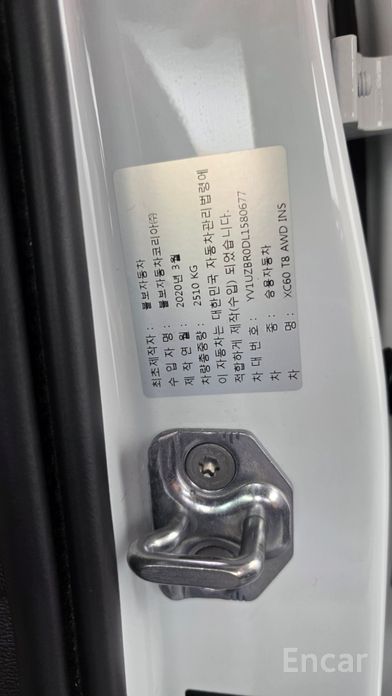 최초제작자 : 볼보자동차
수 입 자 명 : 볼보자동차코리아㈜
제 작 연 월 : 2020년 3월
차량총중량 : 2510 KG
이 자동차는 대한민국 자동차관리법령에
적합하게 제작(수입) 되었습니다.
차 대 번 호 : YV1UZBR0DL1580677
차 종 : 승용자동차
차 명 : XC60 T8 AWD INS
Encar